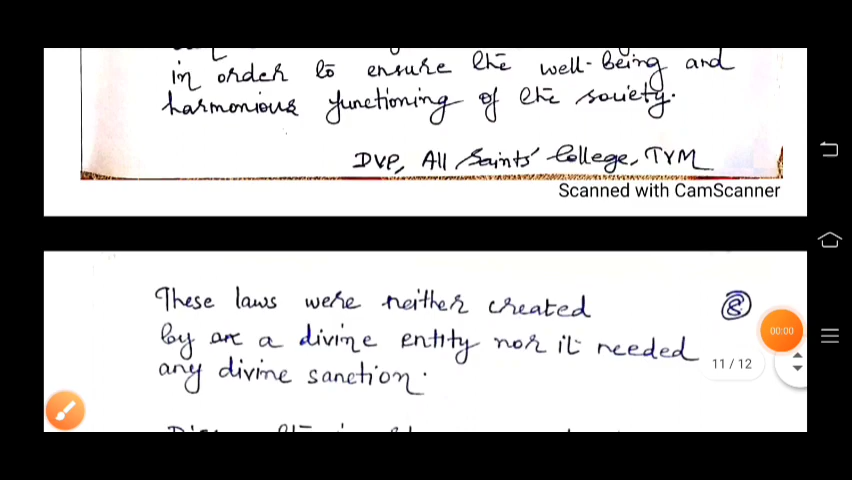 in order to ensure the well-being and
harmonious functioning of the society.
DVP, All Saints' College, TVM
Scanned with CamScanner
These laws were neither created
8
by are a divine entity nor it needed
00:00
11 / 12
any divine sanction.